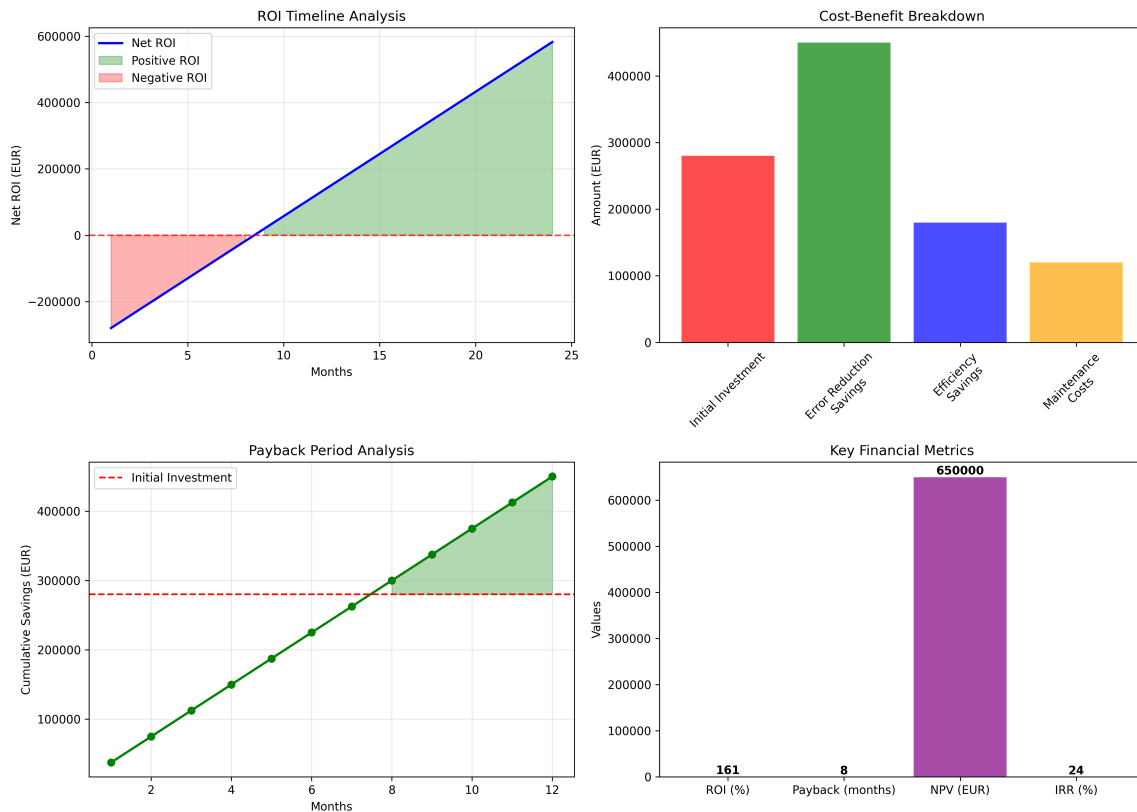 ROI Timeline Analysis
Net ROI (EUR)
600000
400000
200000
0
−200000
Net ROI
Positive ROI
Negative ROI
0 5 10 15 20 25
Months
Cost-Benefit Breakdown
Amount (EUR)
400000
300000
200000
100000
0
Initial Investment
Error Reduction
Savings
Efficiency
Savings
Maintenance
Costs
Payback Period Analysis
Cumulative Savings (EUR)
400000
300000
200000
100000
Initial Investment
2 4 6 8 10 12
Months
Key Financial Metrics
Values
600000
500000
400000
300000
200000
100000
0
161 8 650000 24
ROI (%) Payback (months) NPV (EUR) IRR (%)